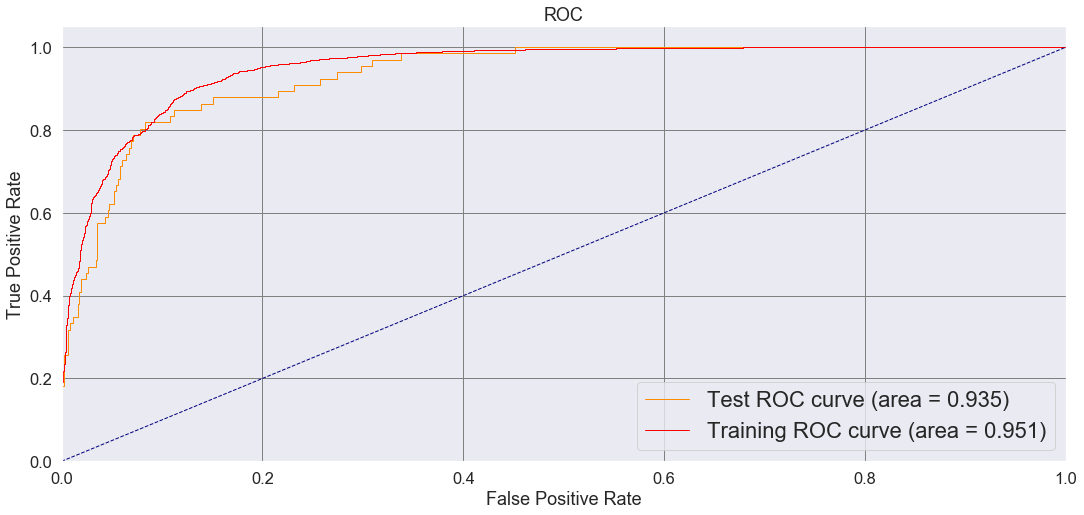 ROC
1.0
0.8
0.6
0.4
0.2
0.0
True Positive Rate
Test ROC curve (area = 0.935)
Training ROC curve (area = 0.951)
0.0 0.2 0.4 0.6 0.8 1.0
False Positive Rate